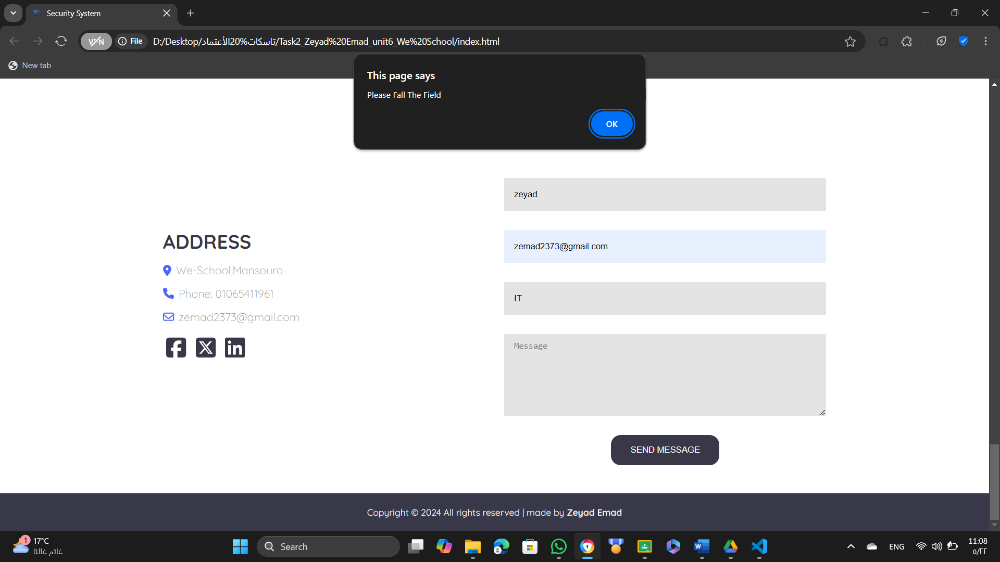 Security System
VPN
File
D:/Desktop/تاسكات%20الأعتماد/Task2_Zeyad%20Emad_unit6_We%20School/index.html
New tab
This page says
Please Fall The Field
OK
zeyad
zemad2373@gmail.com
IT
Message
SEND MESSAGE
ADDRESS
We-School,Mansoura
Phone: 01065411961
zemad2373@gmail.com
Copyright © 2024 All rights reserved | made by Zeyad Emad
1
17°C
غائم غالبًا
Search
ENG
11:08
٥/٢٢